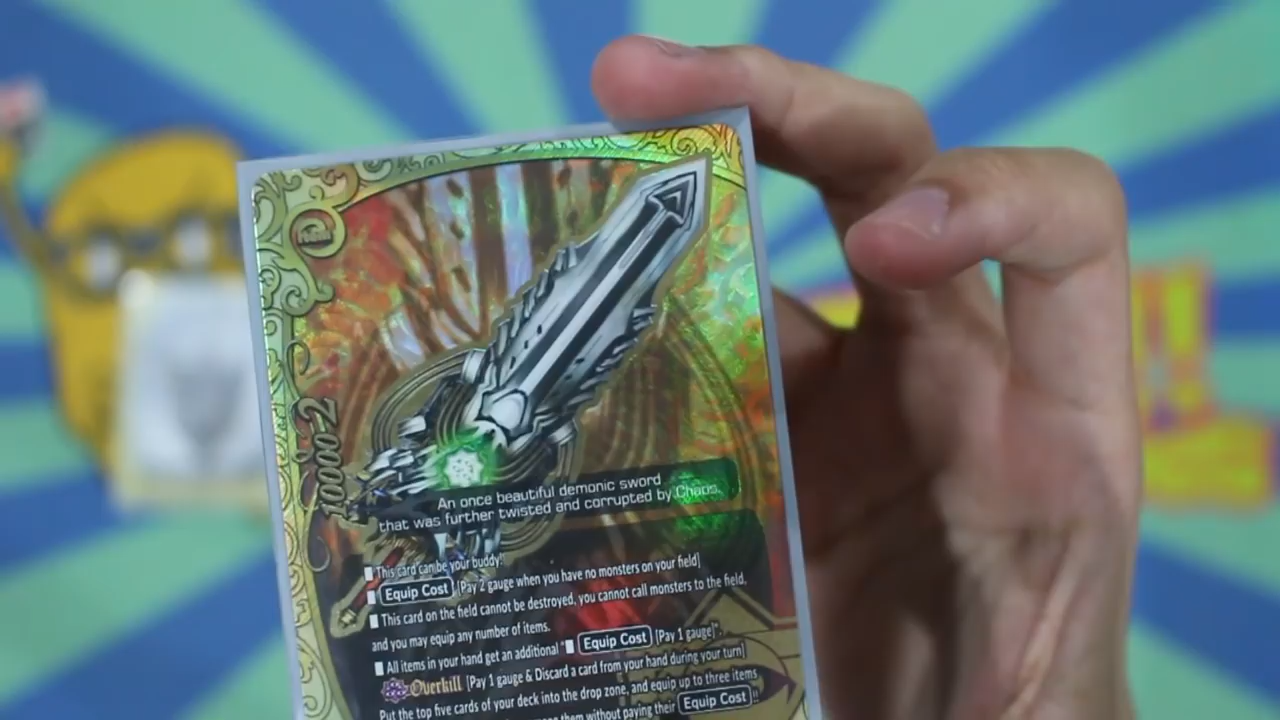 10000
2
An once beautiful demonic sword
that was further twisted and corrupted by Chaos.
■ This card can be your buddy!
■ Equip Cost [Pay 2 gauge when you have no monsters on your field]
■ This card on the field cannot be destroyed, you cannot call monsters to the field,
and you may equip any number of items.
■ All items in your hand get an additional "■ Equip Cost [Pay 1 gauge]".
Overkill [Pay 1 gauge & Discard a card from your hand during your turn]
Put the top five cards of your deck into the drop zone, and equip up to three items
them without paying their Equip Cost !